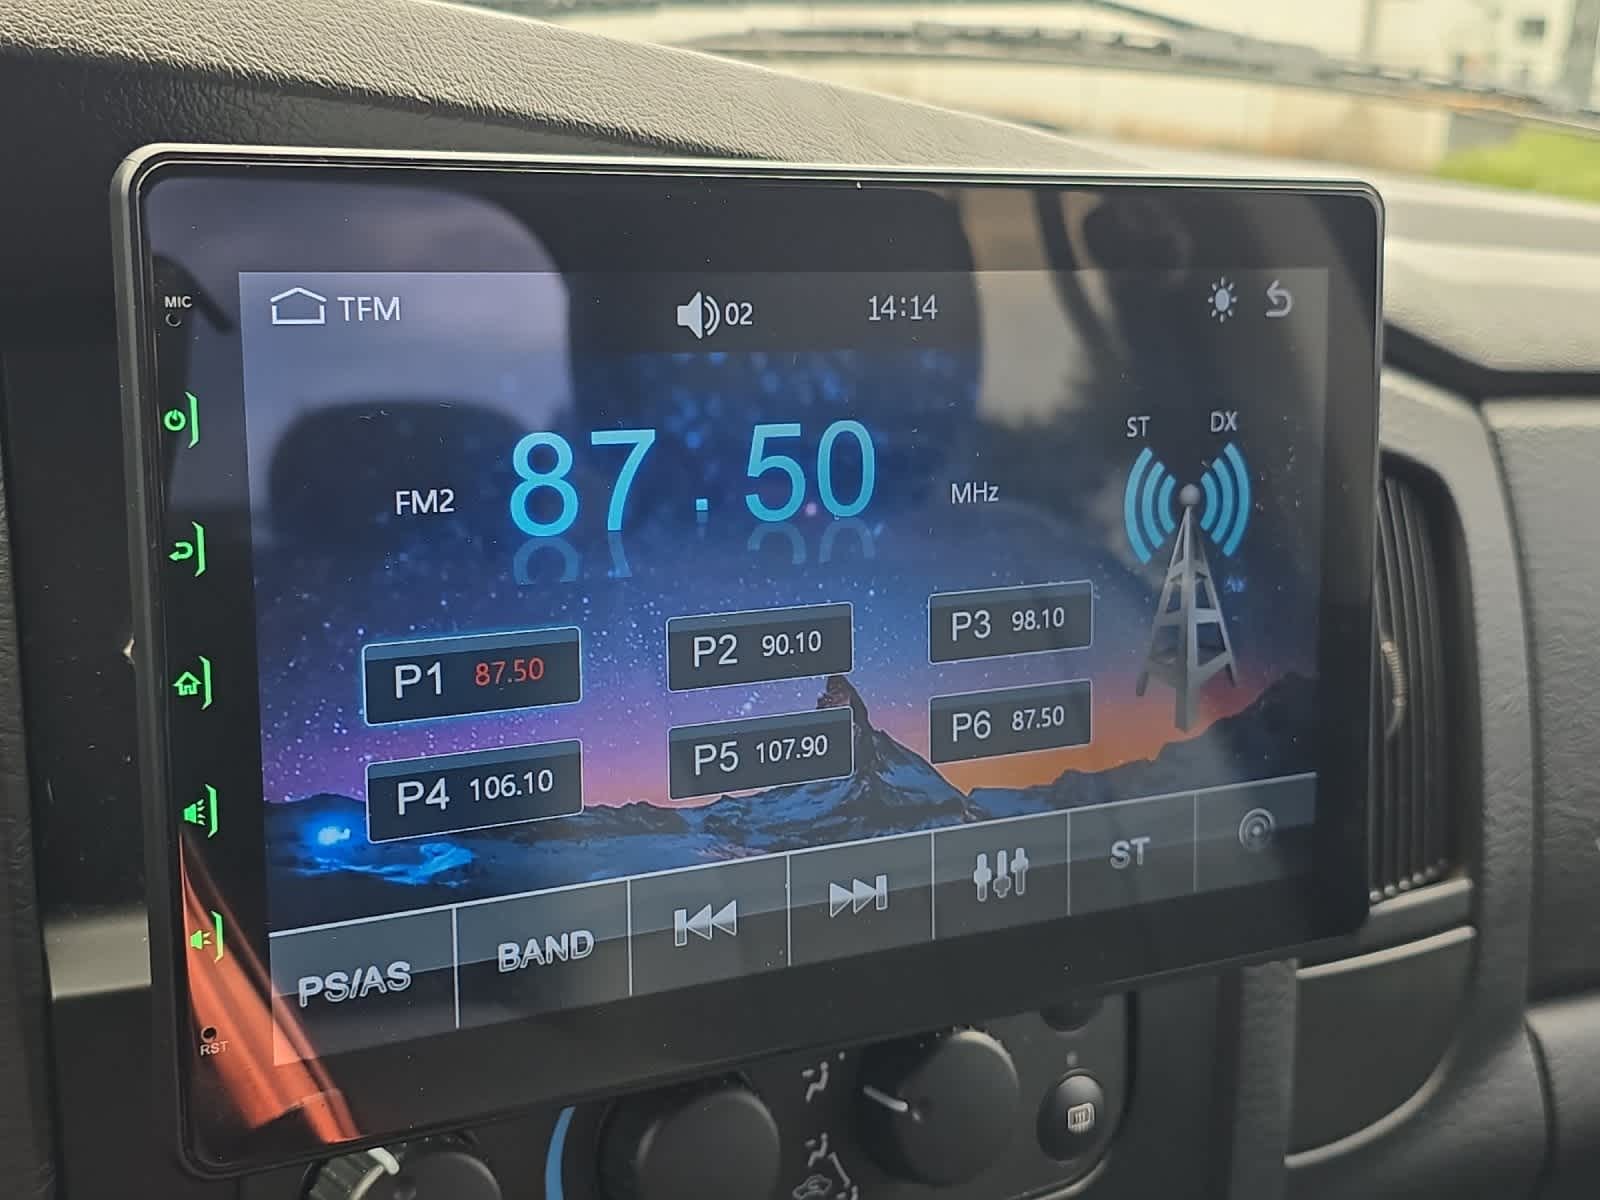 MIC
TFM 02 14:14
ST DX
FM2 87.50 MHz
P1 87.50 P2 90.10 P3 98.10
P4 106.10 P5 107.90 P6 87.50
PS/AS BAND ST
RST